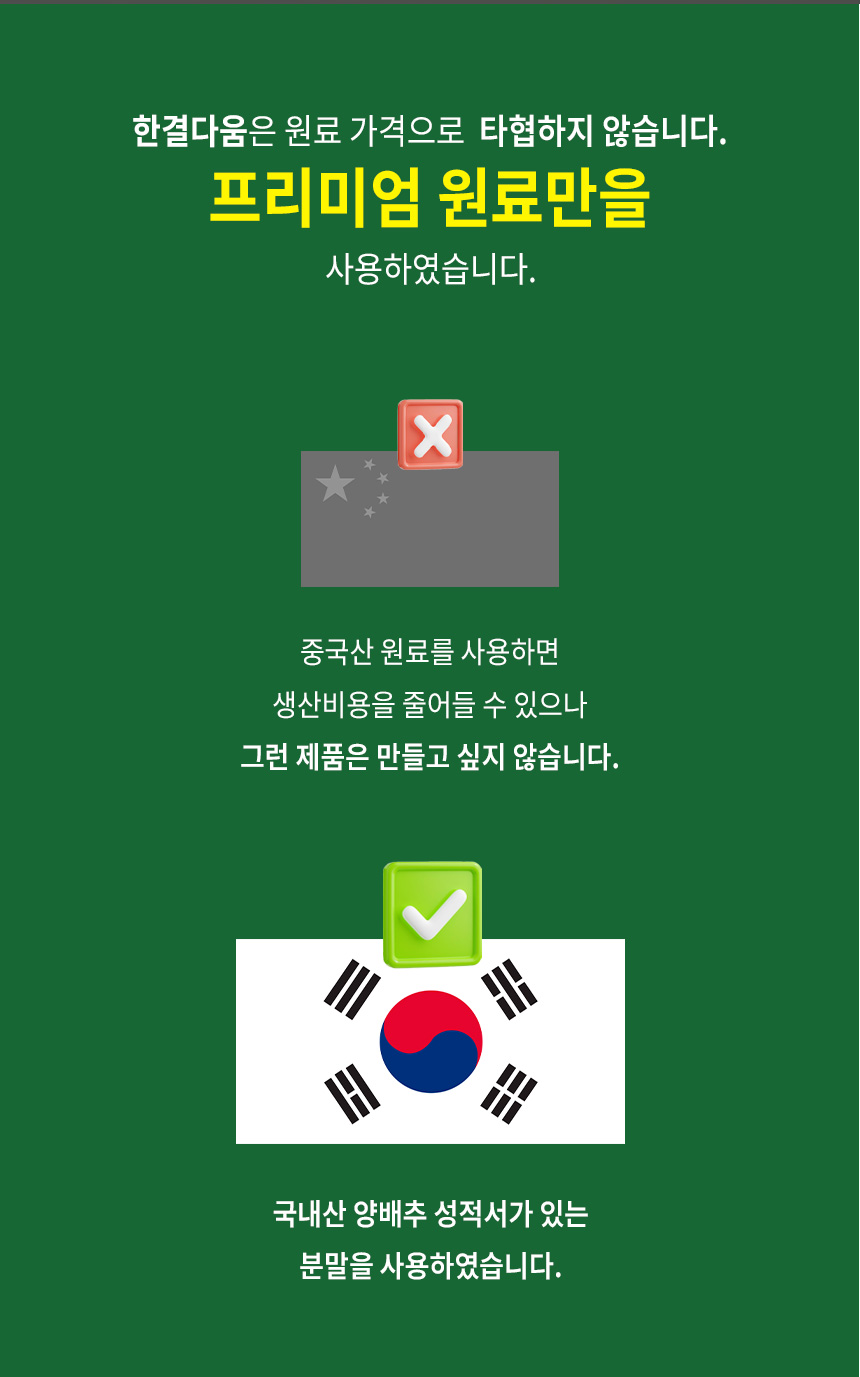 한결다움은 원료 가격으로 타협하지 않습니다.
프리미엄 원료만을
사용하였습니다.
중국산 원료를 사용하면
생산비용을 줄어들 수 있으나
그런 제품은 만들고 싶지 않습니다.
국내산 양배추 성적서가 있는
분말을 사용하였습니다.